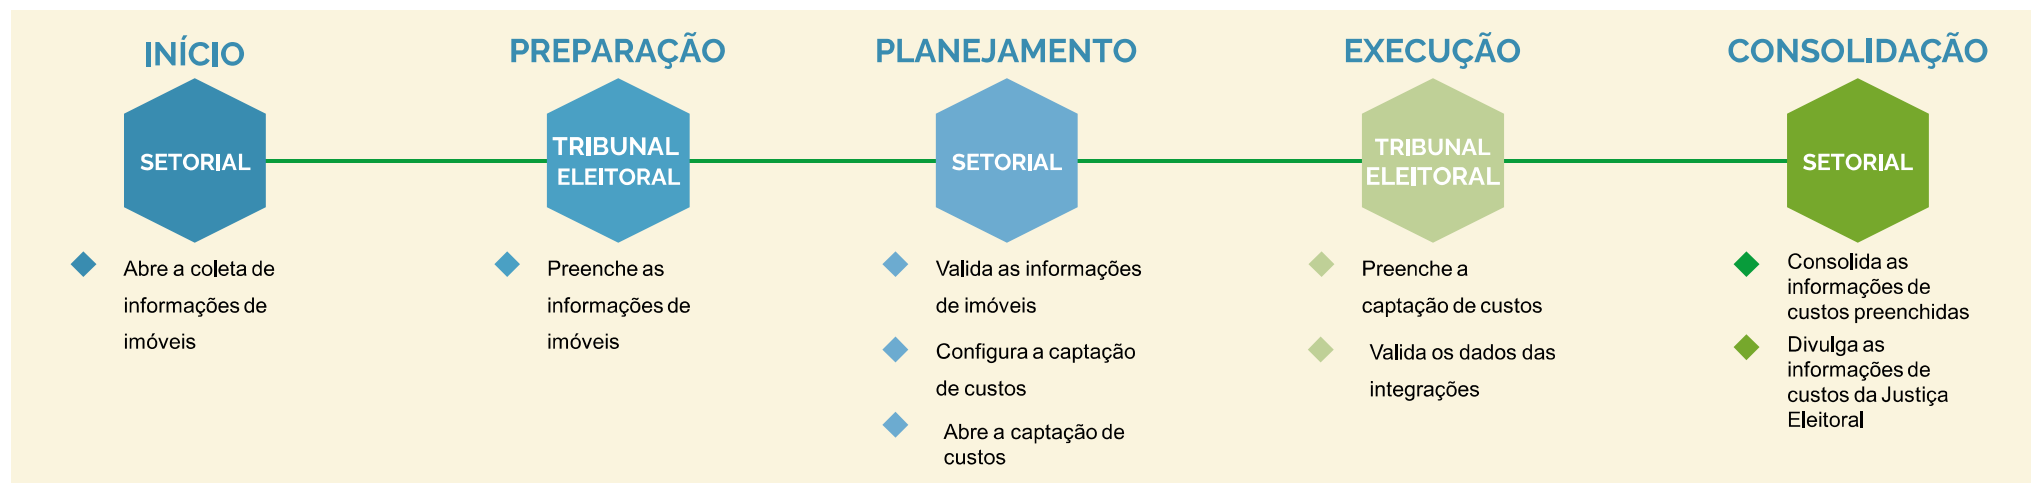 INÍCIO
SETORIAL
Abre a coleta de
informações de
imóveis
PREPARAÇÃO
TRIBUNAL
ELEITORAL
Preenche as
informações de
imóveis
PLANEJAMENTO
SETORIAL
Valida as informações
de imóveis
Configura a captação
de custos
Abre a captação de
custos
EXECUÇÃO
TRIBUNAL
ELEITORAL
Preenche a
captação de custos
Valida os dados das
integrações
CONSOLIDAÇÃO
SETORIAL
Consolida as
informações de
custos preenchidas
Divulga as
informações de
custos da Justiça
Eleitoral